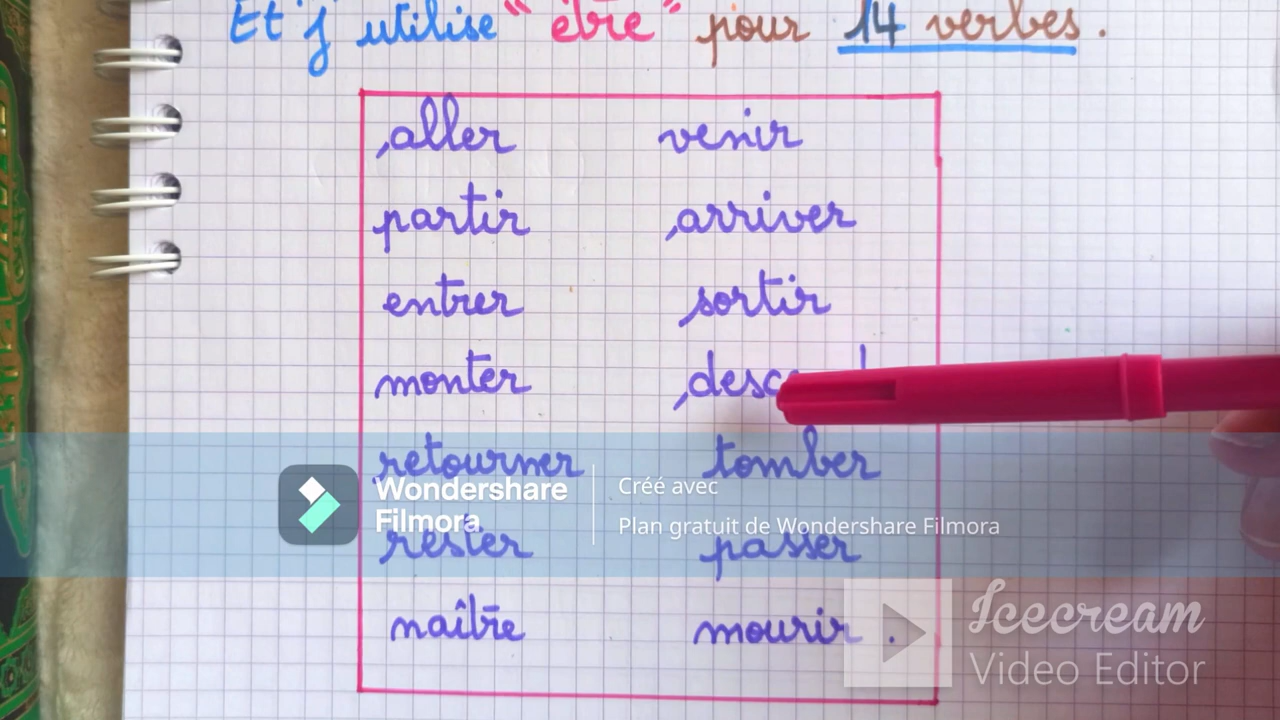 Et j'utilise "être" pour 14 verbes.
aller venir
partir arriver
entrer sortir
monter
retourner tomber
Wondershare
Filmora
Créé avec
Plan gratuit de Wondershare Filmora
rester passer
naître mourir.
Icecream
Video Editor